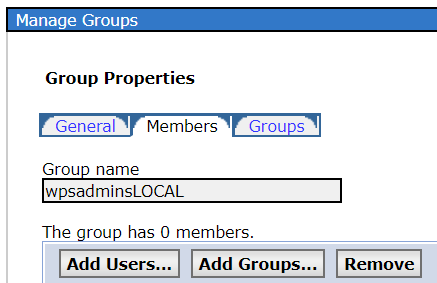 Manage Groups
Group Properties
General Members Groups
Group name
wpsadminsLOCAL
The group has 0 members.
Add Users... Add Groups... Remove